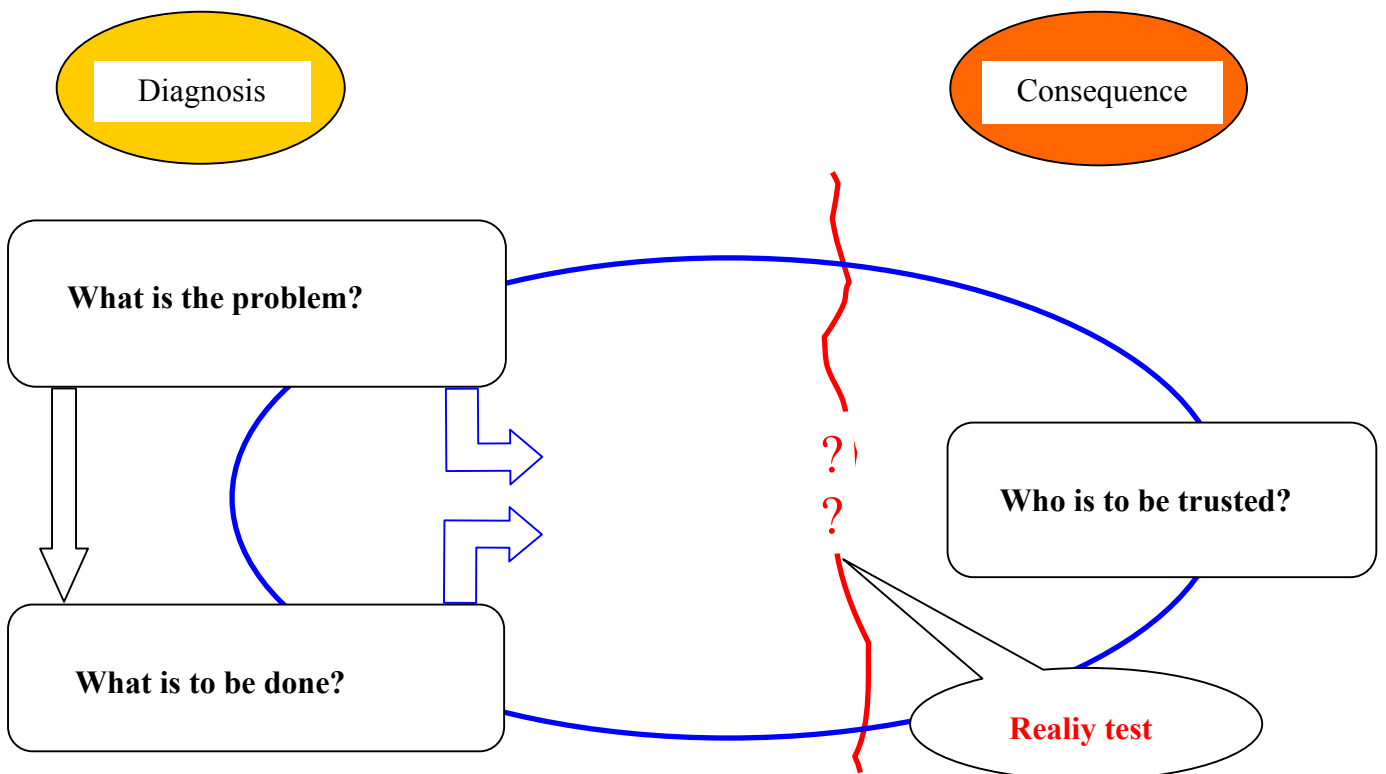 Diagnosis
Consequence
What is the problem?
?
Who is to be trusted?
?
What is to be done?
Realiy test